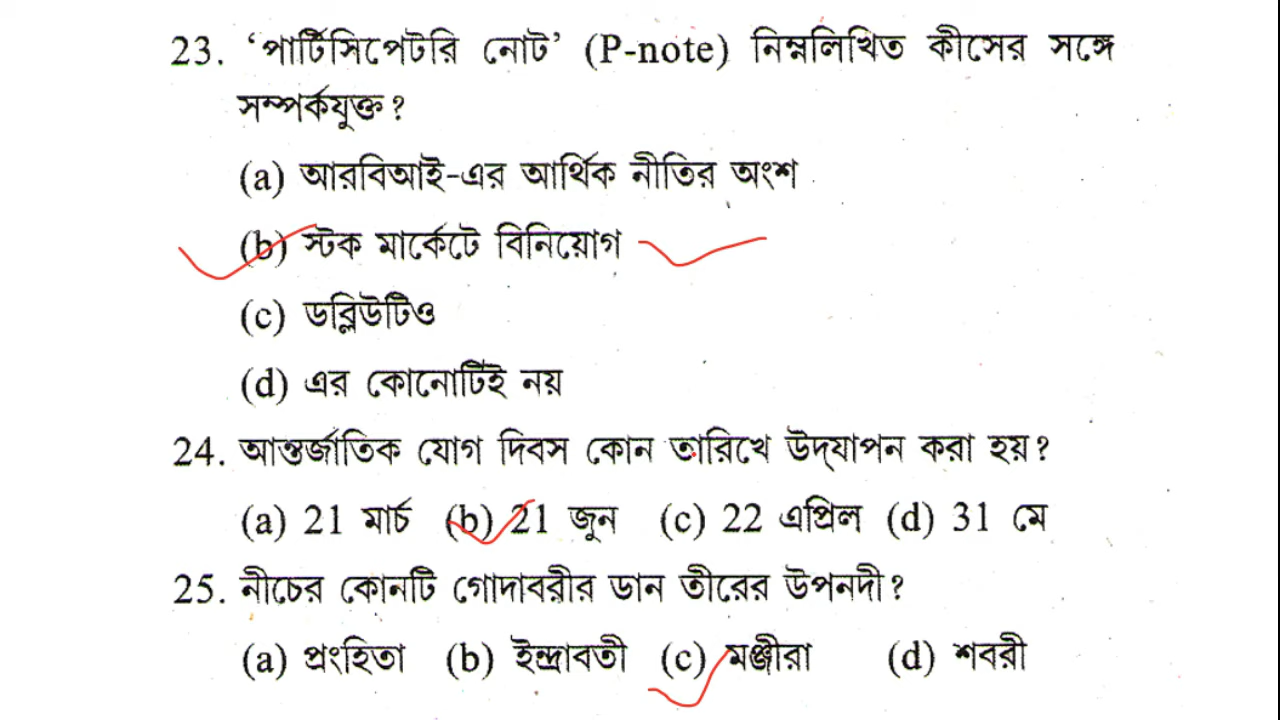 23. ‘পার্টিসিপেটরি নোট’ (P-note) নিম্নলিখিত কীসের সঙ্গে
সম্পর্কযুক্ত?
(a) আরবিআই-এর আর্থিক নীতির অংশ
(b) স্টক মার্কেটে বিনিয়োগ
(c) ডব্লিউটিও
(d) এর কোনোটিই নয়
24. আন্তর্জাতিক যোগ দিবস কোন তারিখে উদ্‌যাপন করা হয়?
(a) 21 মার্চ (b) 21 জুন (c) 22 এপ্রিল (d) 31 মে
25. নীচের কোনটি গোদাবরীর ডান তীরের উপনদী?
(a) প্রংহিতা (b) ইন্দ্রাবতী (c) মঞ্জীরা (d) শবরী